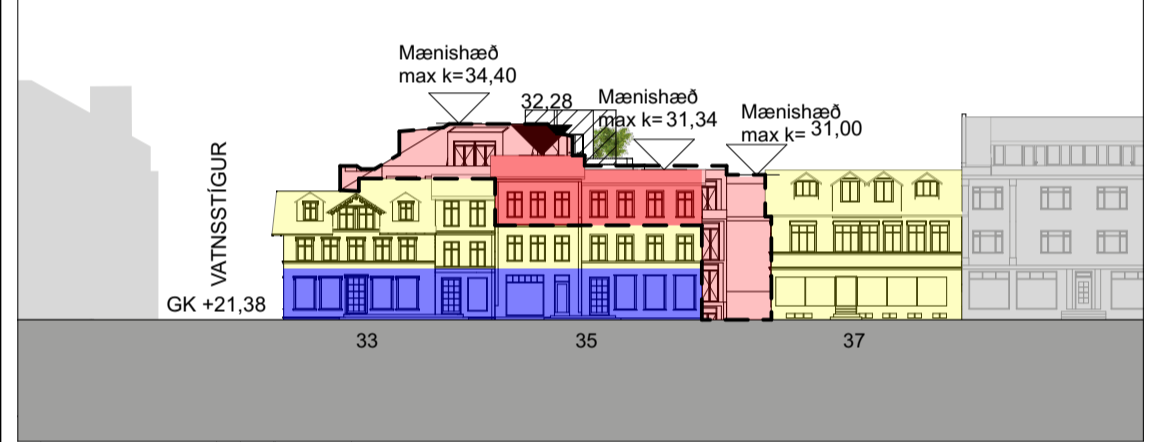 Mænishæð
max k=34,40
32,28
Mænishæð
max k=31,34
Mænishæð
max k= 31,00
VATNSSTÍGUR
GK +21,38
33
35
37